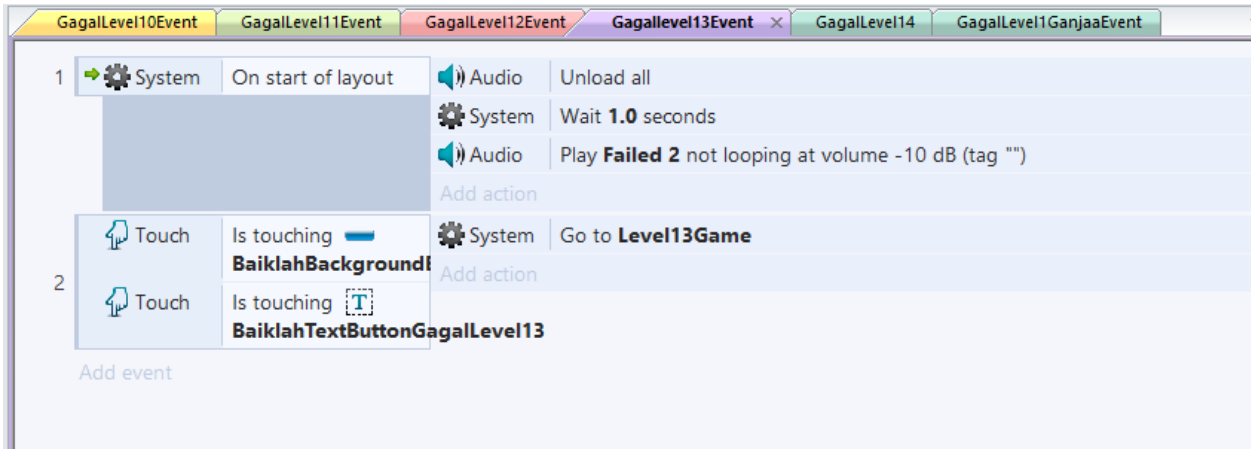 GagalLevel10Event GagalLevel11Event GagalLevel12Event Gagallevel13Event GagalLevel14 GagalLevel1GanjaaEvent
1 System On start of layout Audio Unload all
System Wait 1.0 seconds
Audio Play Failed 2 not looping at volume -10 dB (tag "")
Add action
2 Touch Is touching BaiklahBackgroundB System Go to Level13Game
Add action
Touch Is touching T BaiklahTextButtonGagalLevel13
Add event